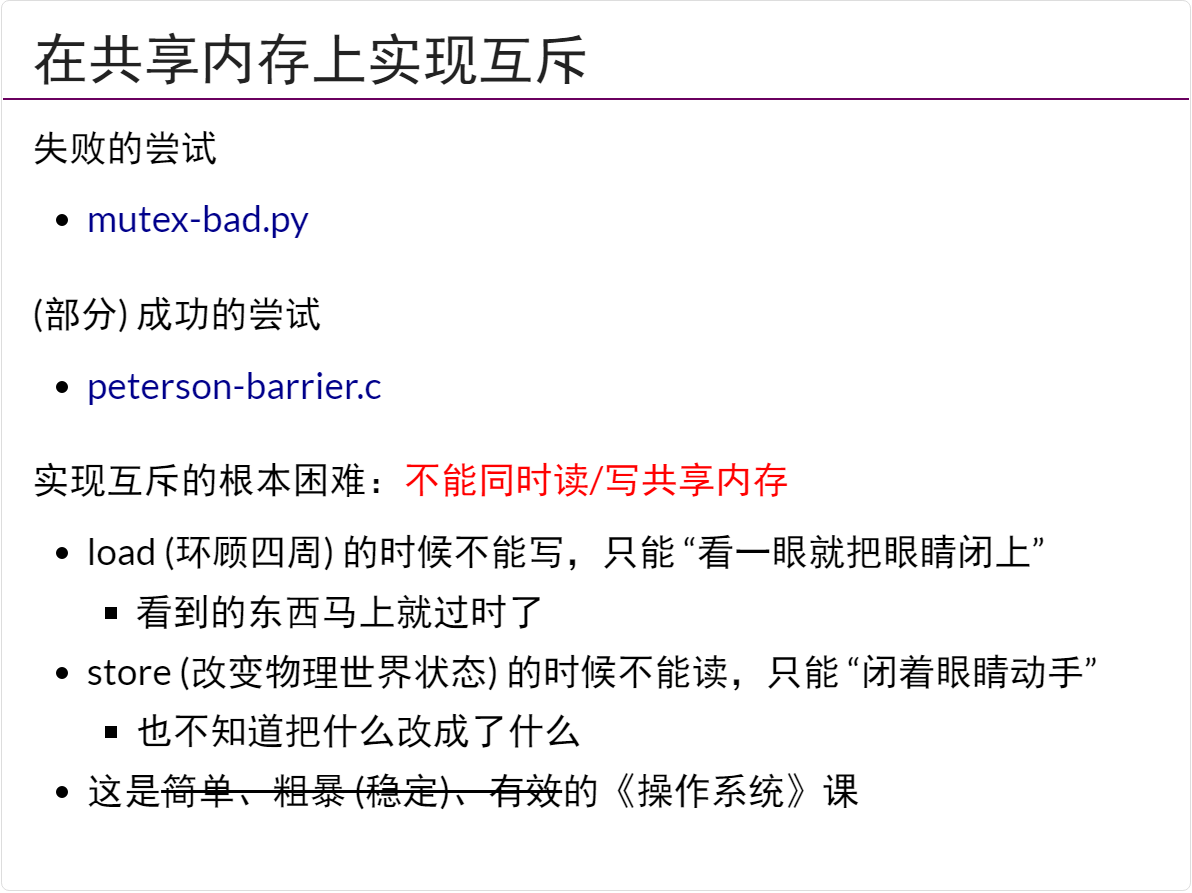 在共享内存上实现互斥
失败的尝试
• mutex-bad.py
(部分) 成功的尝试
• peterson-barrier.c
实现互斥的根本困难：不能同时读/写共享内存
• load (环顾四周) 的时候不能写，只能 “看一眼就把眼睛闭上”
▪ 看到的东西马上就过时了
• store (改变物理世界状态) 的时候不能读，只能 “闭着眼睛动手”
▪ 也不知道把什么改成了什么
• 这是简单、粗暴 (稳定)、有效的《操作系统》课